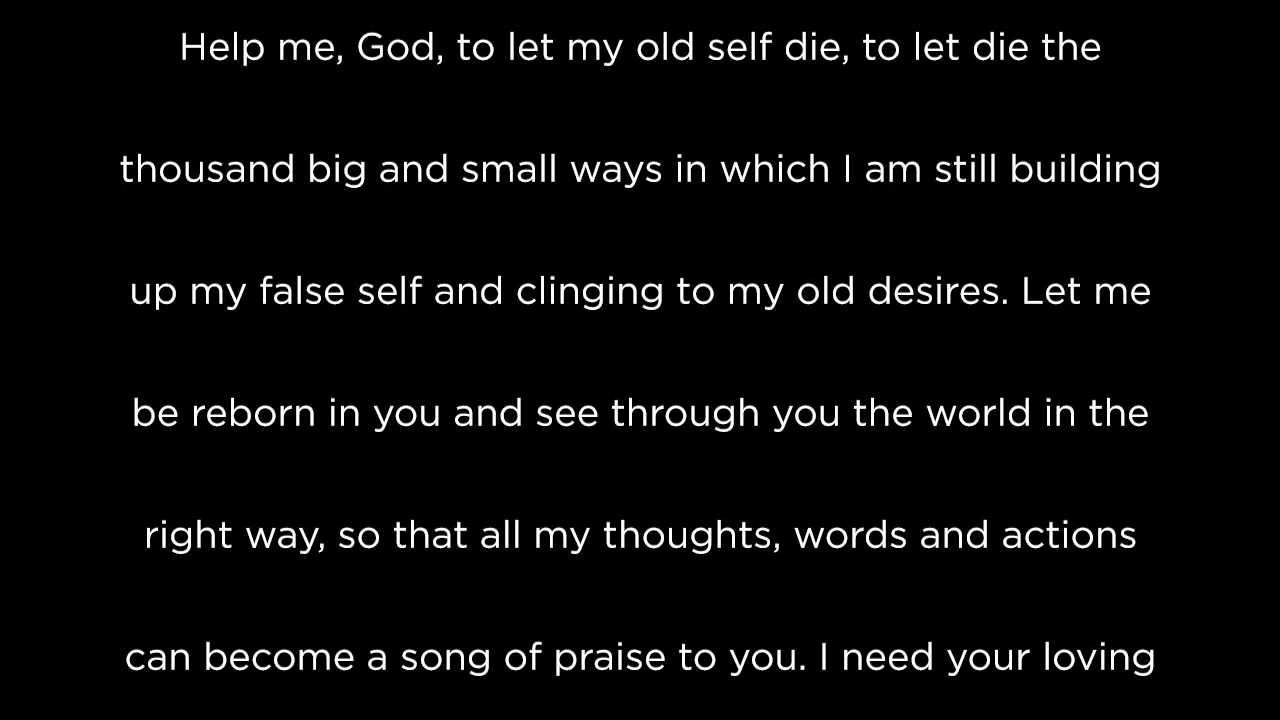 Help me, God, to let my old self die, to let die the
thousand big and small ways in which I am still building
up my false self and clinging to my old desires. Let me
be reborn in you and see through you the world in the
right way, so that all my thoughts, words and actions
can become a song of praise to you. I need your loving